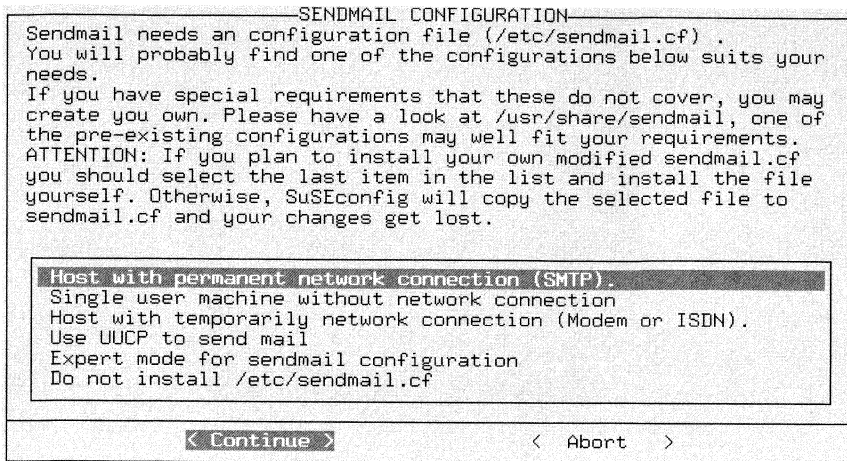 SENDMAIL CONFIGURATION
Sendmail needs an configuration file (/etc/sendmail.cf) .
You will probably find one of the configurations below suits your
needs.
If you have special requirements that these do not cover, you may
create you own. Please have a look at /usr/share/sendmail, one of
the pre-existing configurations may well fit your requirements.
ATTENTION: If you plan to install your own modified sendmail.cf
you should select the last item in the list and install the file
yourself. Otherwise, SuSEconfig will copy the selected file to
sendmail.cf and your changes get lost.
Host with permanent network connection (SMTP).
Single user machine without network connection
Host with temporarily network connection (Modem or ISDN).
Use UUCP to send mail
Expert mode for sendmail configuration
Do not install /etc/sendmail.cf
< Continue > < Abort >